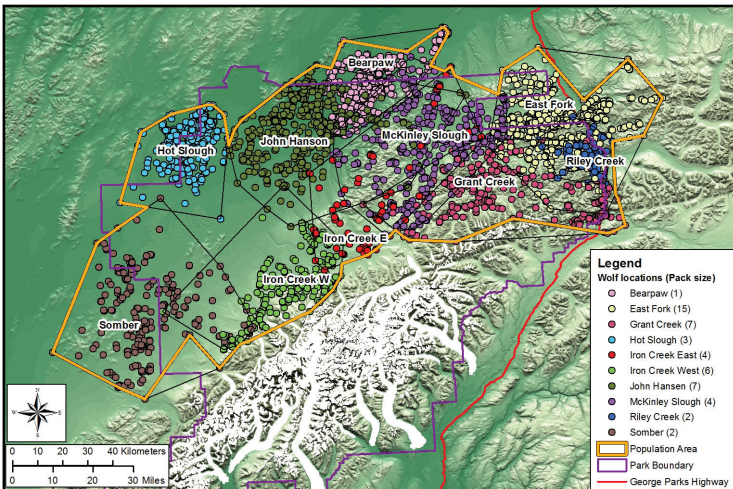 Bearpaw
East Fork
McKinley Slough
John Hanson
Hot Slough
Riley Creek
Grant Creek
Iron Creek E
Iron Creek W
Somber
N
W E
S
0 10 20 30 40 Kilometers
0 5 10 20 30 Miles
Legend
Wolf locations (Pack size)
Bearpaw (1)
East Fork (15)
Grant Creek (7)
Hot Slough (3)
Iron Creek East (4)
Iron Creek West (6)
John Hansen (7)
McKinley Slough (4)
Riley Creek (2)
Somber (2)
Population Area
Park Boundary
George Parks Highway